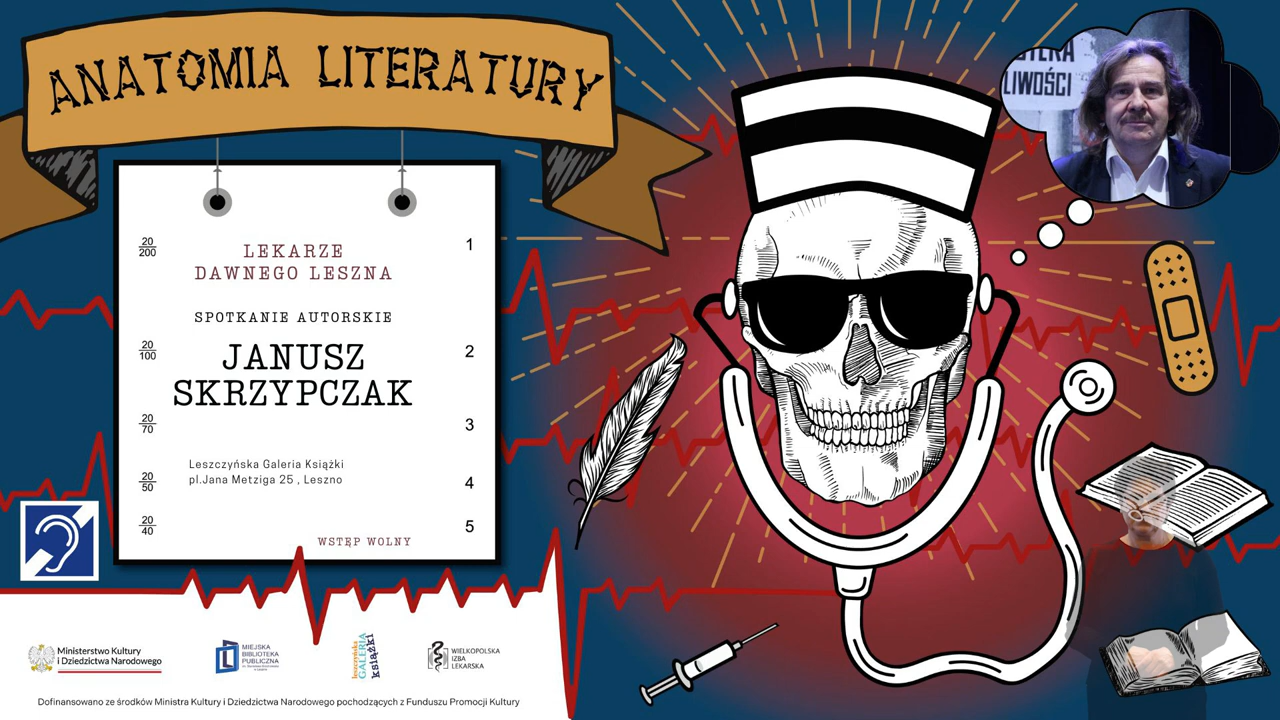 ANATOMIA LITERATURY
LIWOŚCI
20
200
1
LEKARZE
DAWNEGO LESZNA
SPOTKANIE AUTORSKIE
20
100
2
JANUSZ
SKRZYPCZAK
20
70
3
Leszczyńska Galeria Książki
pl.Jana Metziga 25 , Leszno
20
50
4
20
40
5
WSTĘP WOLNY
Ministerstwo Kultury
i Dziedzictwa Narodowego
MIEJSKA
BIBLIOTEKA
PUBLICZNA
leszczyńska
GALERIA
książki
WIELKOPOLSKA
IZBA
LEKARSKA
Dofinansowano ze środków Ministra Kultury i Dziedzictwa Narodowego pochodzących z Funduszu Promocji Kultury